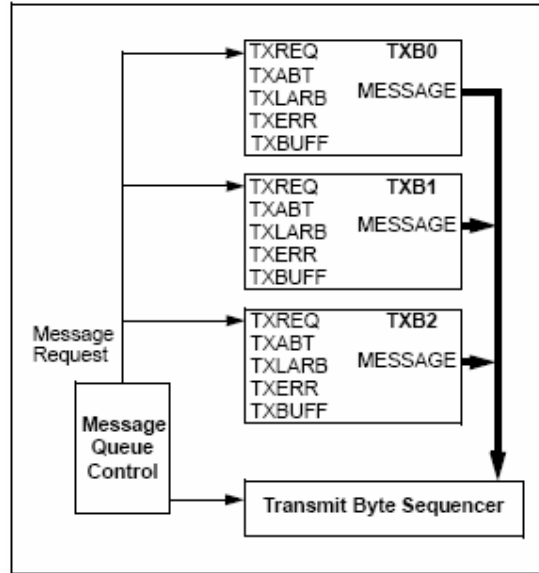 TXREQ TXB0
TXABT
TXLARB MESSAGE
TXERR
TXBUFF
TXREQ TXB1
TXABT
TXLARB MESSAGE
TXERR
TXBUFF
TXREQ TXB2
TXABT
TXLARB MESSAGE
TXERR
TXBUFF
Message
Request
Message
Queue
Control
Transmit Byte Sequencer